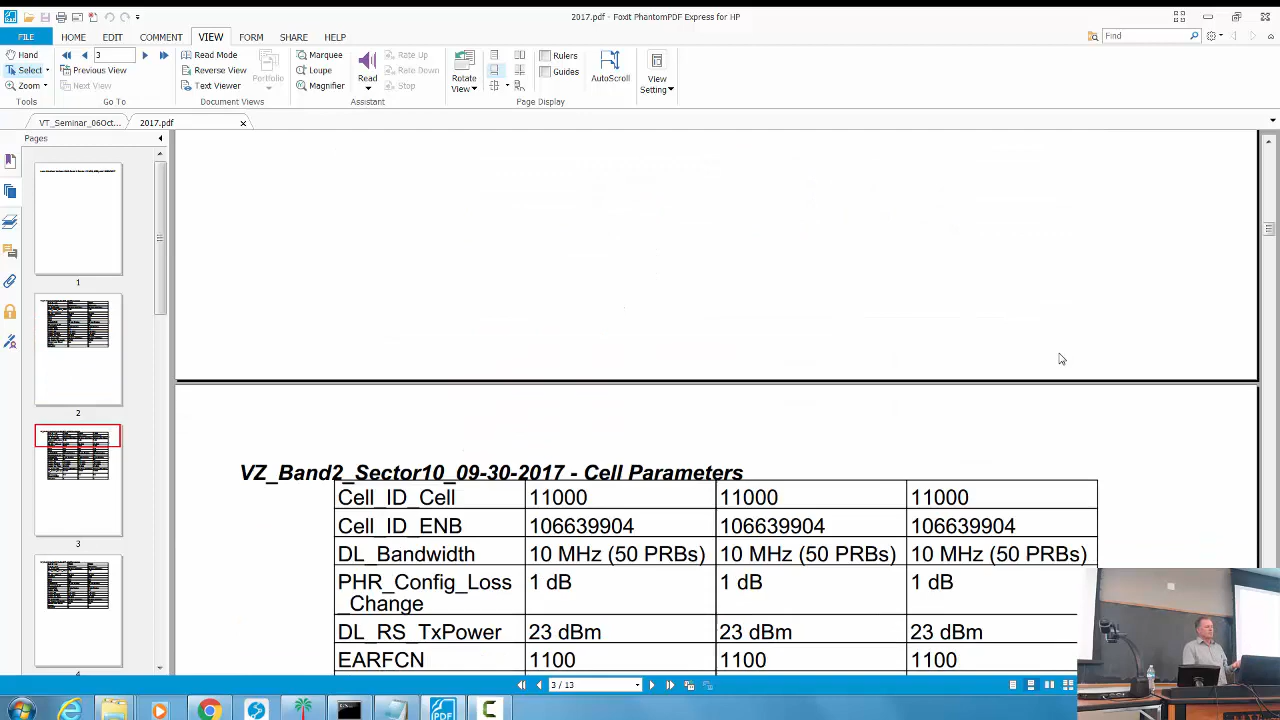 2017.pdf - Foxit PhantomPDF Express for HP
FILE HOME EDIT COMMENT VIEW FORM SHARE HELP Find
Hand 3 Read Mode Marquee Rate Up Rulers
Select Previous View Reverse View Portfolio Loupe Read Rate Down Rotate View Guides AutoScroll View Setting
Zoom Next View Text Viewer Magnifier Stop
Tools Go To Document Views Assistant Page Display
VT_Seminar_06Oct... 2017.pdf
Pages
1
2
3
4
VZ_Band2_Sector10_09-30-2017 - Cell Parameters
Cell_ID_Cell 11000 11000 11000
Cell_ID_ENB 106639904 106639904 106639904
DL_Bandwidth 10 MHz (50 PRBs) 10 MHz (50 PRBs) 10 MHz (50 PRBs)
PHR_Config_Loss 1 dB 1 dB 1 dB
_Change
DL_RS_TxPower 23 dBm 23 dBm 23 dBm
EARFCN 1100 1100 1100
3 / 13
PDF